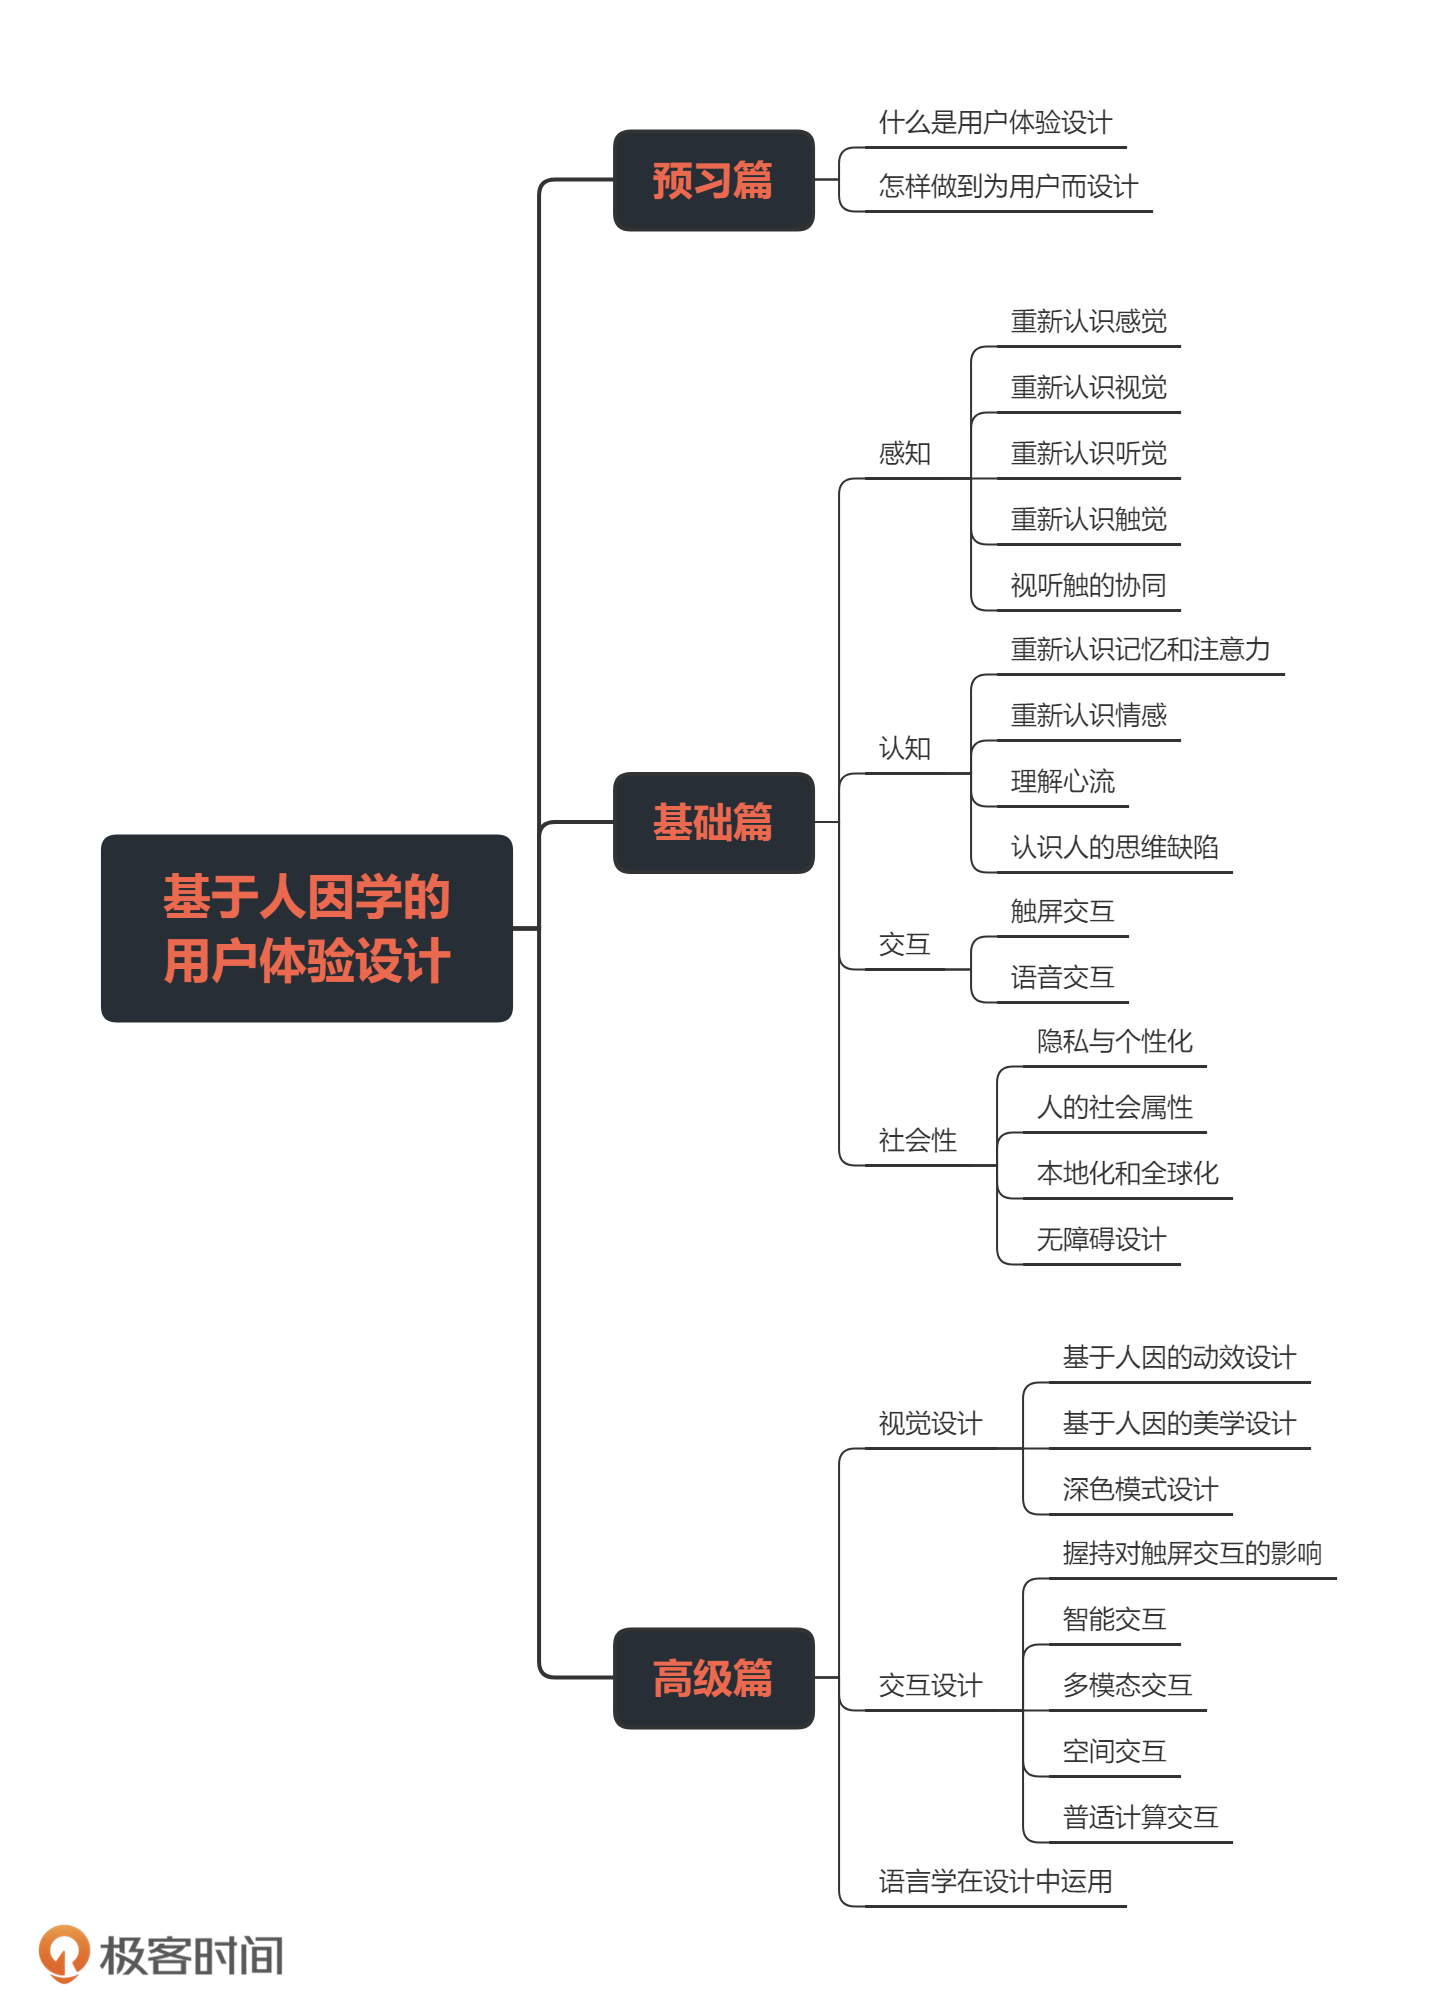 基于人因学的
用户体验设计
预习篇
什么是用户体验设计
怎样做到为用户而设计
基础篇
感知
重新认识感觉
重新认识视觉
重新认识听觉
重新认识触觉
视听触的协同
认知
重新认识记忆和注意力
重新认识情感
理解心流
认识人的思维缺陷
交互
触屏交互
语音交互
社会性
隐私与个性化
人的社会属性
本地化和全球化
无障碍设计
高级篇
视觉设计
基于人因的动效设计
基于人因的美学设计
深色模式设计
交互设计
握持对触屏交互的影响
智能交互
多模态交互
空间交互
普适计算交互
语言学在设计中运用
极客时间